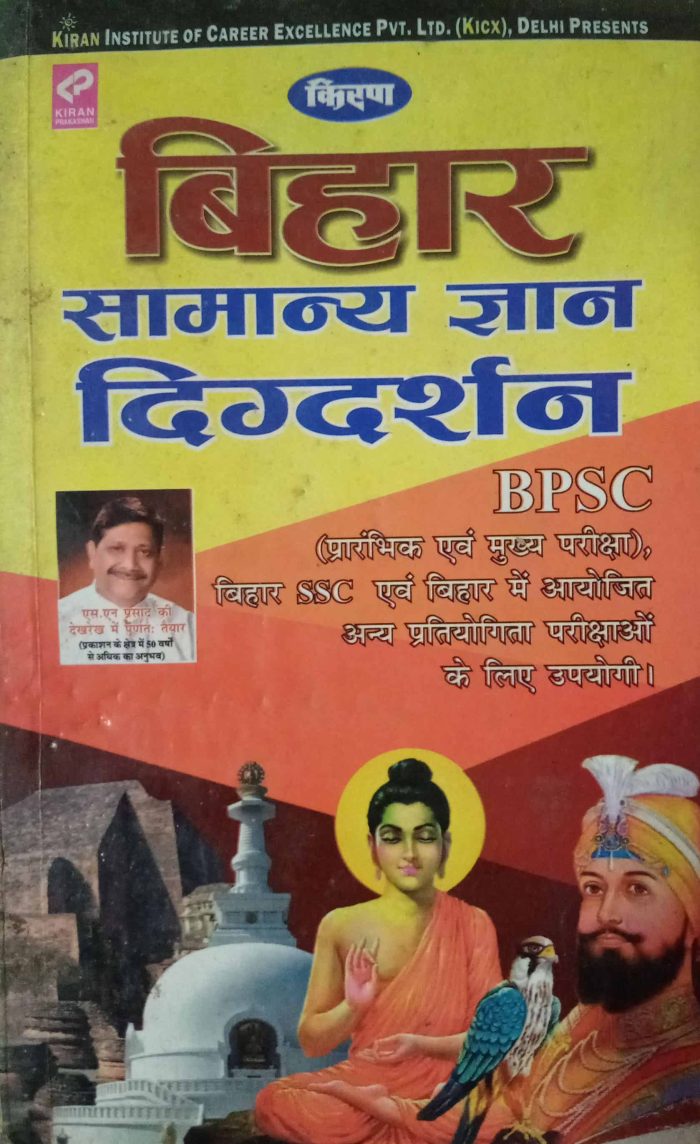 KIRAN INSTITUTE OF CAREER EXCELLENCE PVT. LTD. (KICX), DELHI PRESENTS
KIRAN
PRAKASHAN
किरण
बिहार
सामान्य ज्ञान
दिग्दर्शन
BPSC
(प्रारंभिक एवं मुख्य परीक्षा),
बिहार SSC एवं बिहार में आयोजित
अन्य प्रतियोगिता परीक्षाओं
के लिए उपयोगी।
एस.एन प्रसाद की
देखरेख में पूर्णतः तैयार
(प्रकाशन के क्षेत्र में 50 वर्षों
से अधिक का अनुभव)